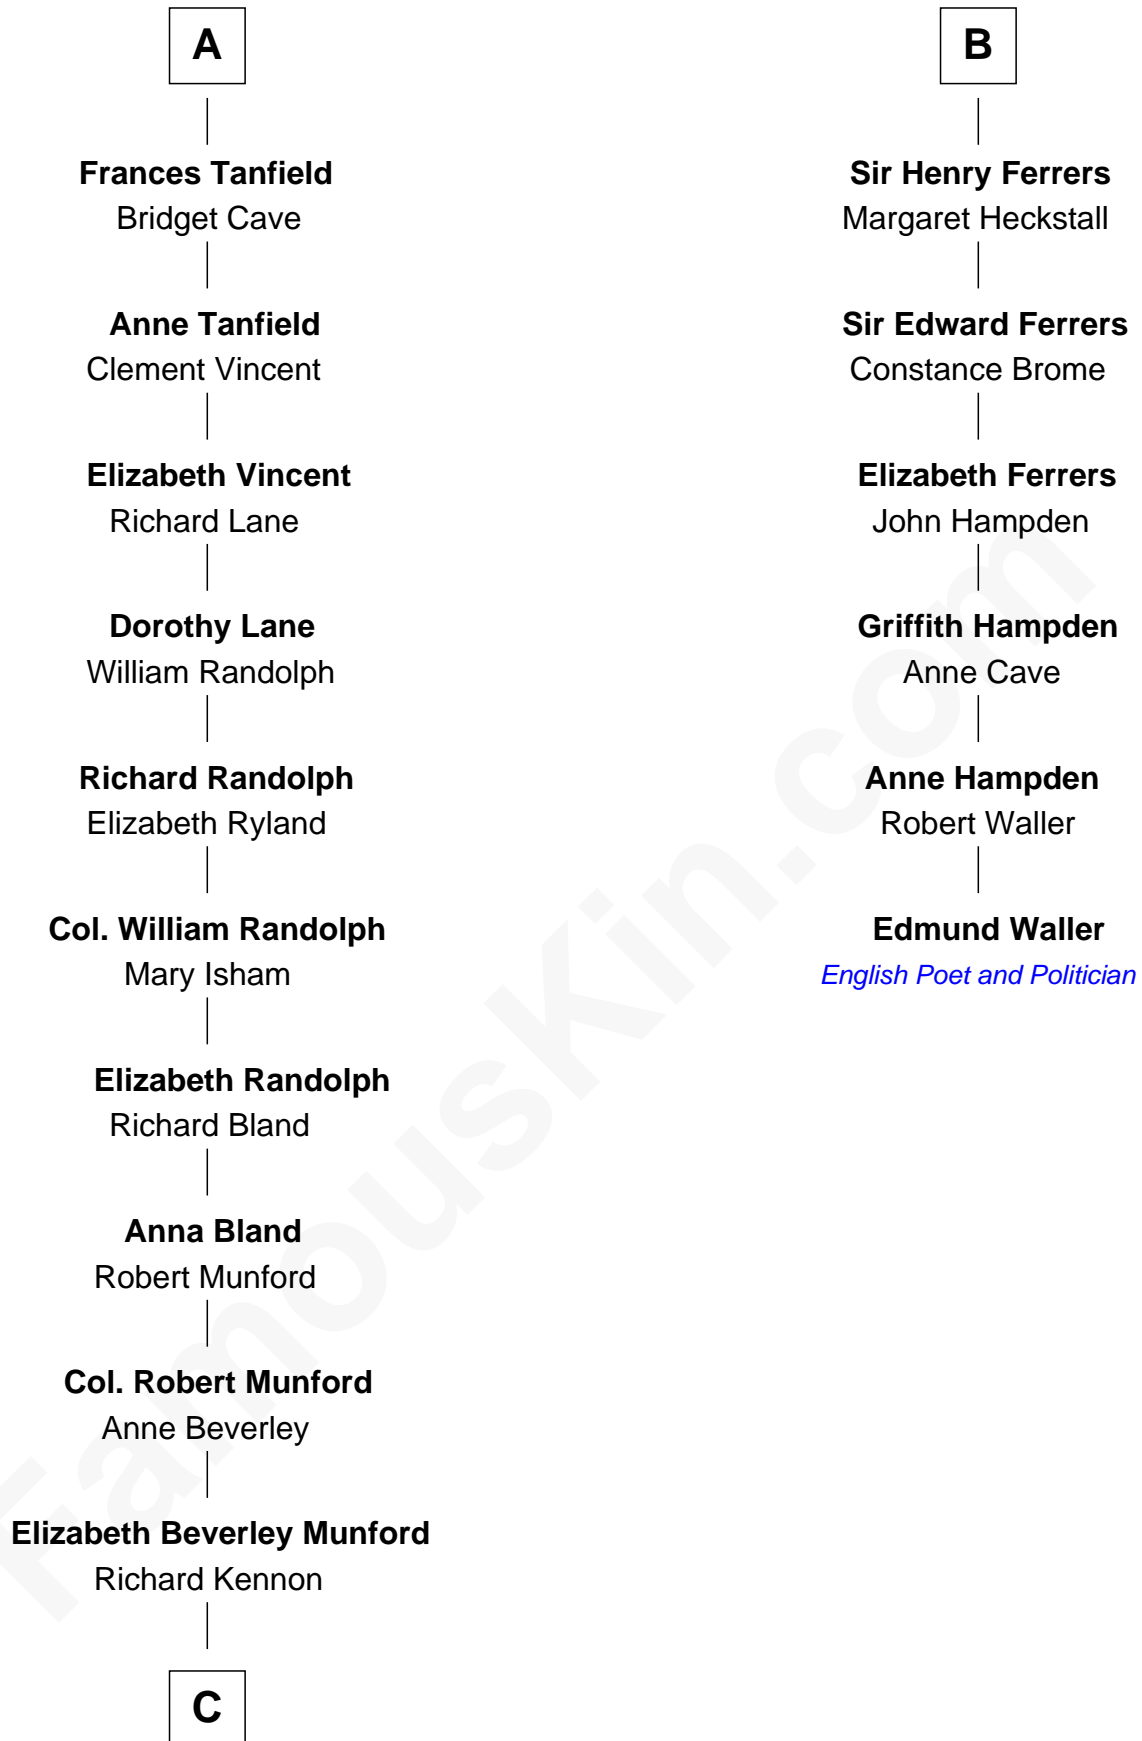 A
Frances Tanfield
Bridget Cave
Anne Tanfield
Clement Vincent
Elizabeth Vincent
Richard Lane
Dorothy Lane
William Randolph
Richard Randolph
Elizabeth Ryland
Col. William Randolph
Mary Isham
Elizabeth Randolph
Richard Bland
Anna Bland
Robert Munford
Col. Robert Munford
Anne Beverley
Elizabeth Beverley Munford
Richard Kennon
C
B
Sir Henry Ferrers
Margaret Heckstall
Sir Edward Ferrers
Constance Brome
Elizabeth Ferrers
John Hampden
Griffith Hampden
Anne Cave
Anne Hampden
Robert Waller
Edmund Waller
English Poet and Politician
FamousKin.com